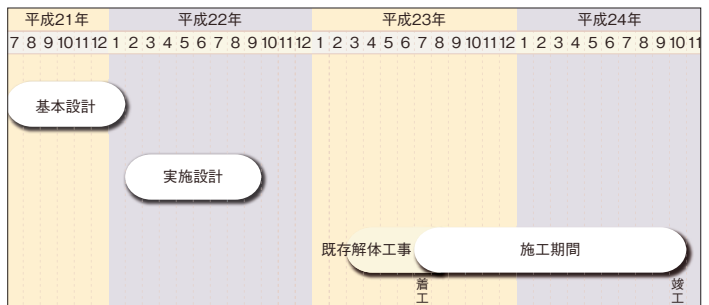 平成21年 平成22年 平成23年 平成24年
7 8 9 10 11 12 1 2 3 4 5 6 7 8 9 10 11 12 1 2 3 4 5 6 7 8 9 10 11 12 1 2 3 4 5 6 7 8 9 10 11
基本設計
実施設計
既存解体工事 施工期間
着工 竣工